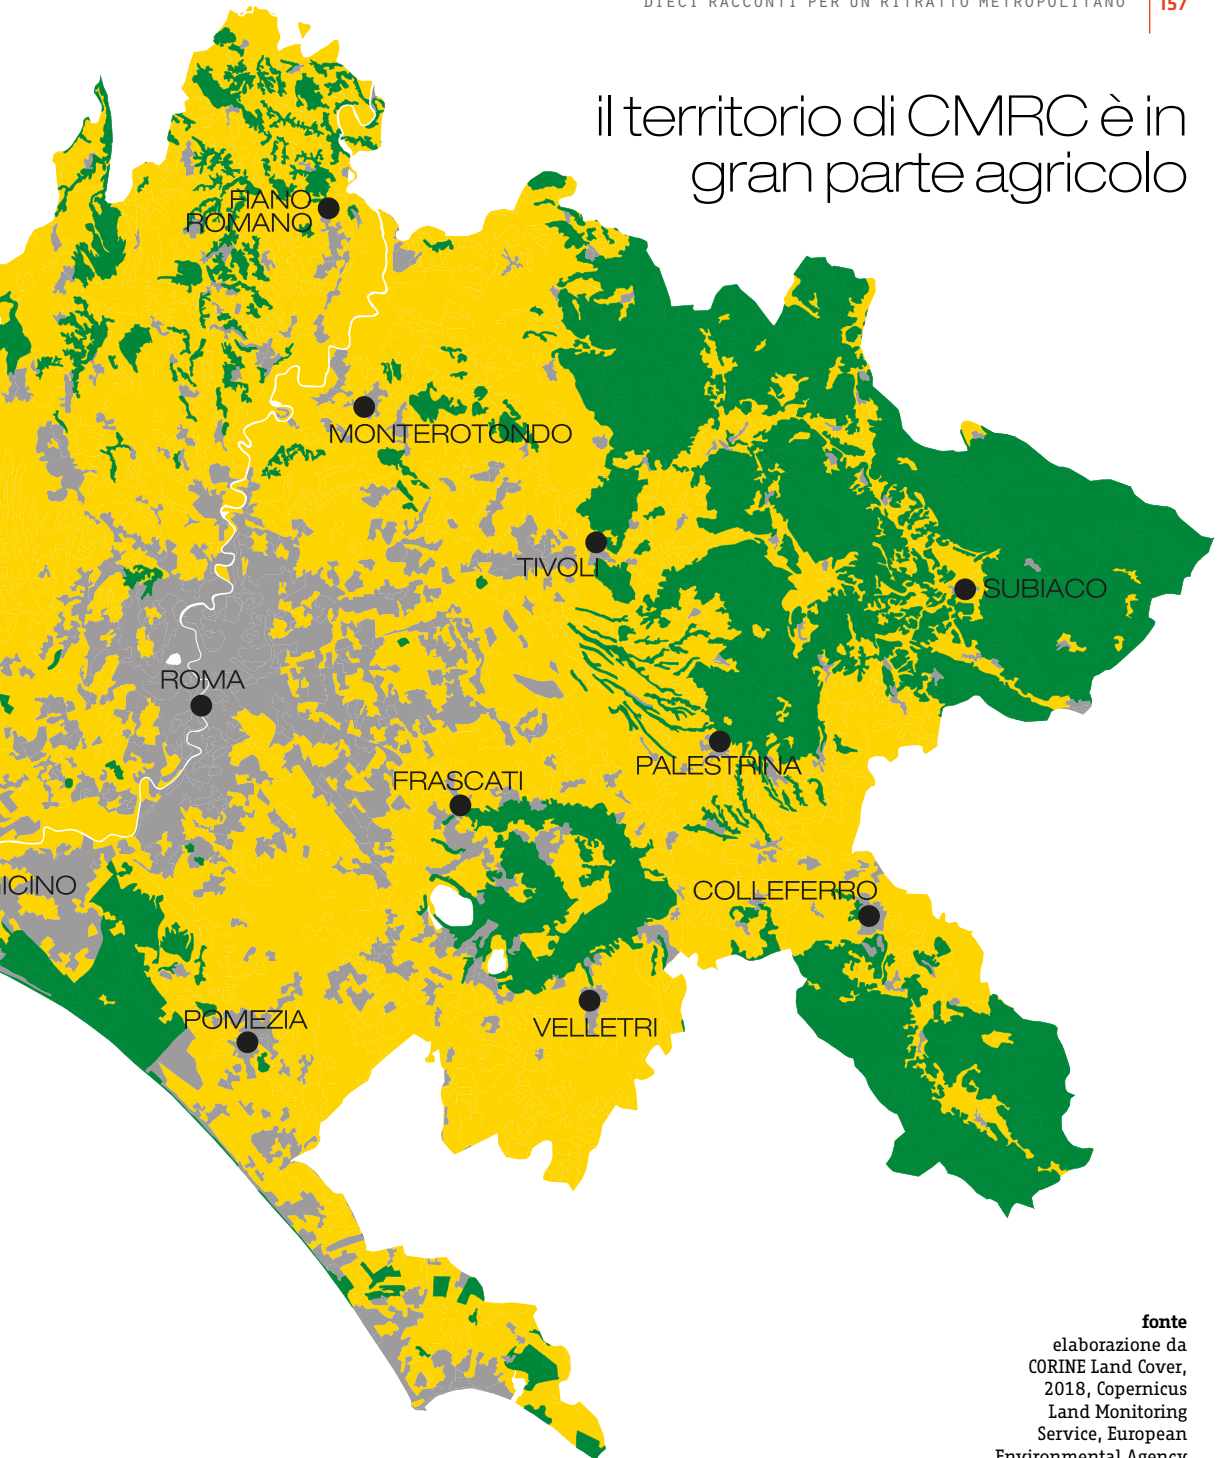 DIECI RACCONTI PER UN RITRATTO METROPOLITANO
157
il territorio di CMRC è in
gran parte agricolo
FIANO
ROMANO
MONTEROTONDO
TIVOLI
SUBIACO
ROMA
PALESTRINA
FRASCATI
ICINO
COLLEFERRO
POMEZIA
VELLETRI
fonte
elaborazione da
CORINE Land Cover,
2018, Copernicus
Land Monitoring
Service, European
Environmental Agency